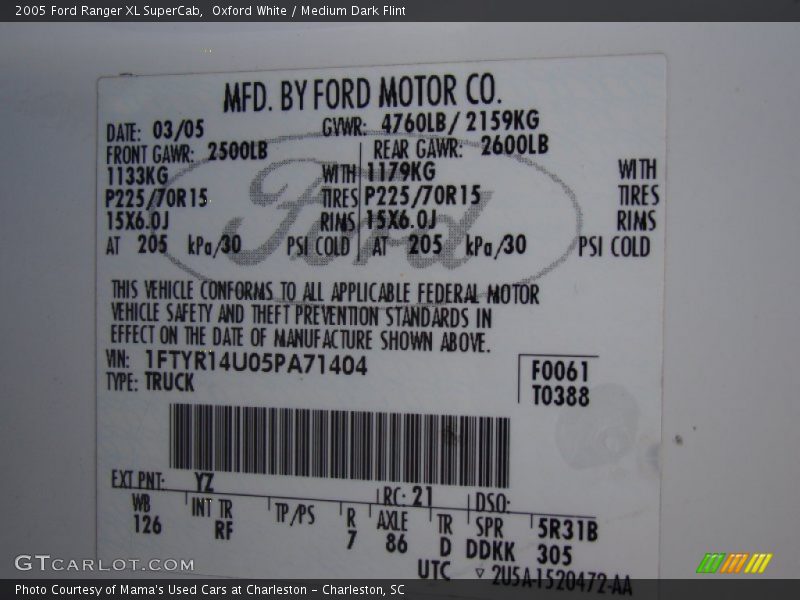 2005 Ford Ranger XL SuperCab, Oxford White / Medium Dark Flint
MFD. BY FORD MOTOR CO.
DATE: 03/05 GVWR: 4760LB/ 2159KG
FRONT GAWR: 2500LB REAR GAWR: 2600LB
1133KG WITH 1179KG WITH
P225/70R15 TIRES P225/70R15 TIRES
15X6.0J RIMS 15X6.0J RIMS
AT 205 kPa/30 PSI COLD AT 205 kPa/30 PSI COLD
Ford
THIS VEHICLE CONFORMS TO ALL APPLICABLE FEDERAL MOTOR
VEHICLE SAFETY AND THEFT PREVENTION STANDARDS IN
EFFECT ON THE DATE OF MANUFACTURE SHOWN ABOVE.
VIN: 1FTYR14U05PA71404 F0061
TYPE: TRUCK T0388
EXT PNT: YZ RC: 21 DSO:
WB INT TR TP/PS R AXLE TR SPR 5R31B
126 RF 7 86 D DDKK 305
UTC ▽ 2U5A-1520472-AA
GTCARLOT.COM
Photo Courtesy of Mama's Used Cars at Charleston – Charleston, SC